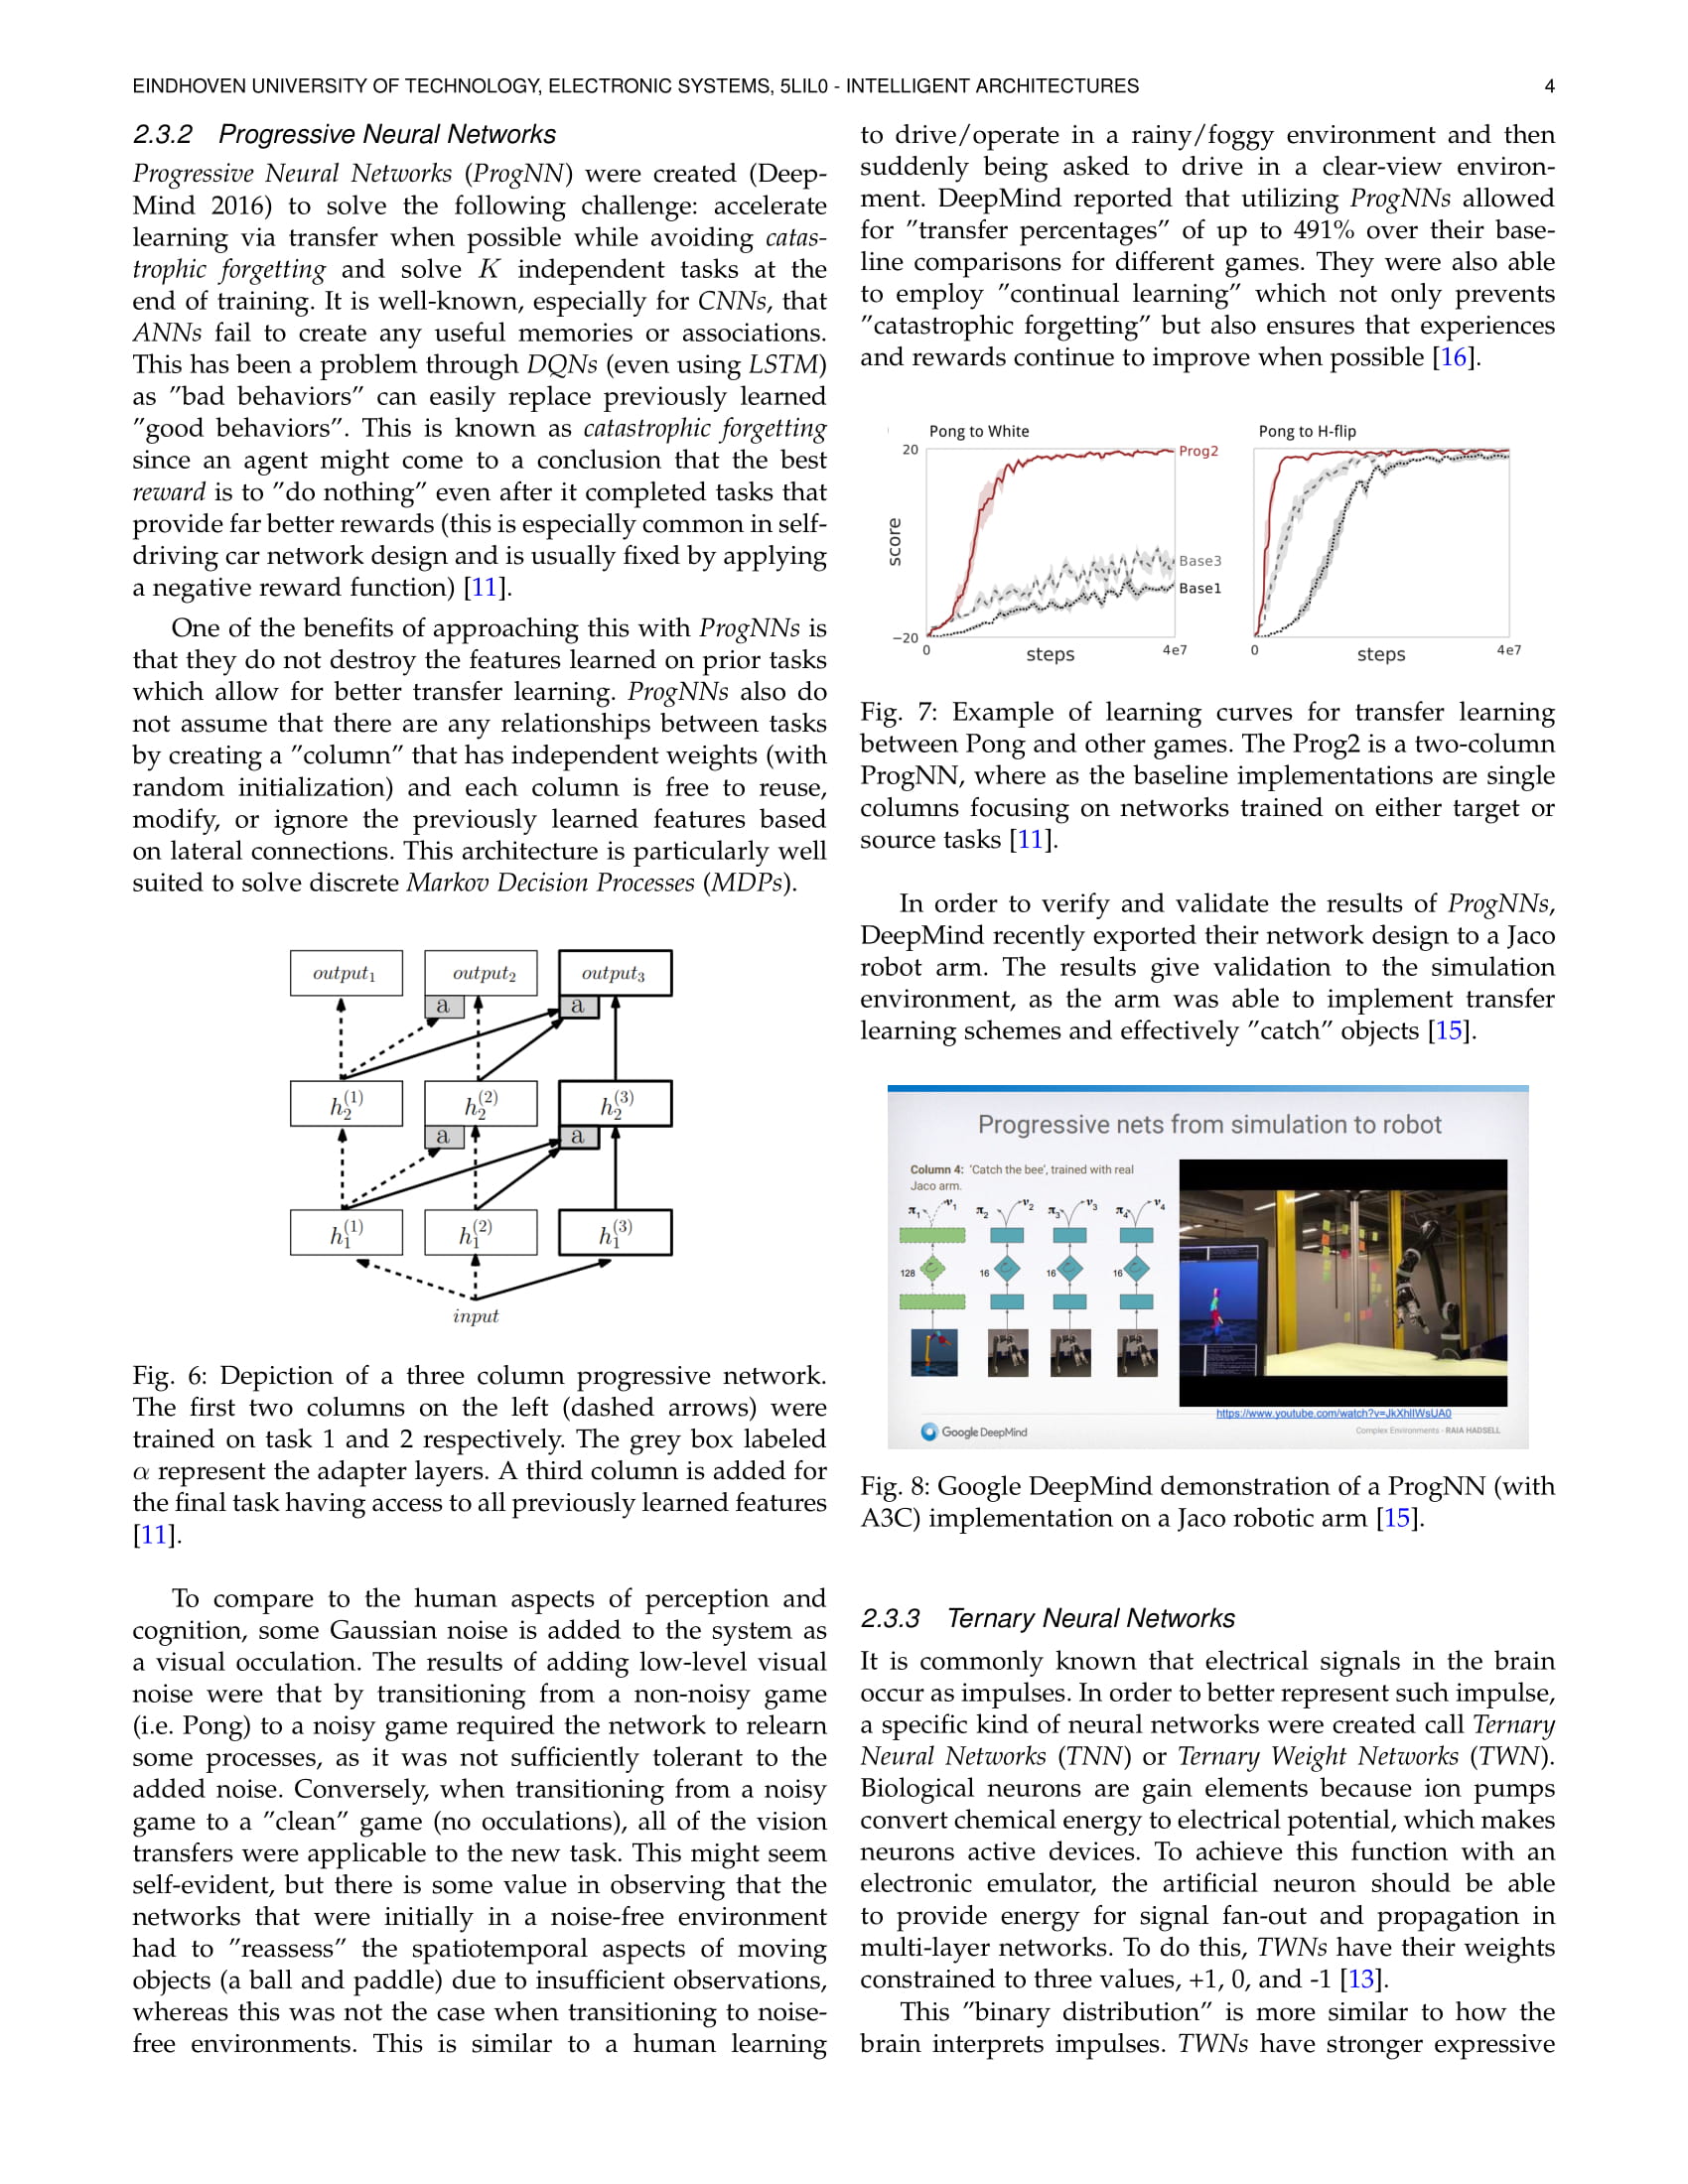 EINDHOVEN UNIVERSITY OF TECHNOLOGY, ELECTRONIC SYSTEMS, 5LIL0 - INTELLIGENT ARCHITECTURES 4
2.3.2 Progressive Neural Networks
Progressive Neural Networks (ProgNN) were created (Deep-
Mind 2016) to solve the following challenge: accelerate
learning via transfer when possible while avoiding catas-
trophic forgetting and solve K independent tasks at the
end of training. It is well-known, especially for CNNs, that
ANNs fail to create any useful memories or associations.
This has been a problem through DQNs (even using LSTM)
as ”bad behaviors” can easily replace previously learned
”good behaviors”. This is known as catastrophic forgetting
since an agent might come to a conclusion that the best
reward is to ”do nothing” even after it completed tasks that
provide far better rewards (this is especially common in self-
driving car network design and is usually fixed by applying
a negative reward function) [11].
One of the benefits of approaching this with ProgNNs is
that they do not destroy the features learned on prior tasks
which allow for better transfer learning. ProgNNs also do
not assume that there are any relationships between tasks
by creating a ”column” that has independent weights (with
random initialization) and each column is free to reuse,
modify, or ignore the previously learned features based
on lateral connections. This architecture is particularly well
suited to solve discrete Markov Decision Processes (MDPs).
output₁ output₂ output₃
a a
h₂⁽¹⁾ h₂⁽²⁾ h₂⁽³⁾
a a
h₁⁽¹⁾ h₁⁽²⁾ h₁⁽³⁾
input
Fig. 6: Depiction of a three column progressive network.
The first two columns on the left (dashed arrows) were
trained on task 1 and 2 respectively. The grey box labeled
α represent the adapter layers. A third column is added for
the final task having access to all previously learned features
[11].
To compare to the human aspects of perception and
cognition, some Gaussian noise is added to the system as
a visual occulation. The results of adding low-level visual
noise were that by transitioning from a non-noisy game
(i.e. Pong) to a noisy game required the network to relearn
some processes, as it was not sufficiently tolerant to the
added noise. Conversely, when transitioning from a noisy
game to a ”clean” game (no occulations), all of the vision
transfers were applicable to the new task. This might seem
self-evident, but there is some value in observing that the
networks that were initially in a noise-free environment
had to ”reassess” the spatiotemporal aspects of moving
objects (a ball and paddle) due to insufficient observations,
whereas this was not the case when transitioning to noise-
free environments. This is similar to a human learning
to drive/operate in a rainy/foggy environment and then
suddenly being asked to drive in a clear-view environ-
ment. DeepMind reported that utilizing ProgNNs allowed
for ”transfer percentages” of up to 491% over their base-
line comparisons for different games. They were also able
to employ ”continual learning” which not only prevents
”catastrophic forgetting” but also ensures that experiences
and rewards continue to improve when possible [16].
Pong to White Pong to H-flip
20 Prog2
score
Base3
Base1
−20
0 steps 4e7 0 steps 4e7
Fig. 7: Example of learning curves for transfer learning
between Pong and other games. The Prog2 is a two-column
ProgNN, where as the baseline implementations are single
columns focusing on networks trained on either target or
source tasks [11].
In order to verify and validate the results of ProgNNs,
DeepMind recently exported their network design to a Jaco
robot arm. The results give validation to the simulation
environment, as the arm was able to implement transfer
learning schemes and effectively ”catch” objects [15].
Progressive nets from simulation to robot
Column 4: 'Catch the bee', trained with real
Jaco arm.
π₁ v₁ π₂ v₂ π₃ v₃ π₄ v₄
128 16 16 16
https://www.youtube.com/watch?v=JkXhllWsUA0
Google DeepMind Complex Environments - RAIA HADSELL
Fig. 8: Google DeepMind demonstration of a ProgNN (with
A3C) implementation on a Jaco robotic arm [15].
2.3.3 Ternary Neural Networks
It is commonly known that electrical signals in the brain
occur as impulses. In order to better represent such impulse,
a specific kind of neural networks were created call Ternary
Neural Networks (TNN) or Ternary Weight Networks (TWN).
Biological neurons are gain elements because ion pumps
convert chemical energy to electrical potential, which makes
neurons active devices. To achieve this function with an
electronic emulator, the artificial neuron should be able
to provide energy for signal fan-out and propagation in
multi-layer networks. To do this, TWNs have their weights
constrained to three values, +1, 0, and -1 [13].
This ”binary distribution” is more similar to how the
brain interprets impulses. TWNs have stronger expressive